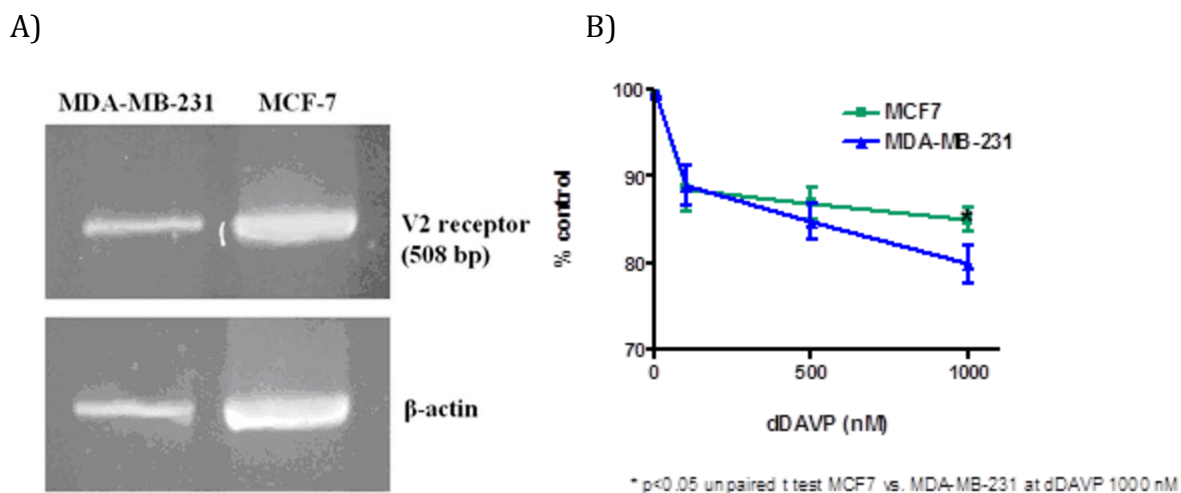 A)
B)
MDA-MB-231 MCF-7
V2 receptor
(508 bp)
β-actin
100
90
80
70
% control
MCF7
MDA-MB-231
*
0 500 1000
dDAVP (nM)
* p<0.05 unpaired t test MCF7 vs. MDA-MB-231 at dDAVP 1000 nM